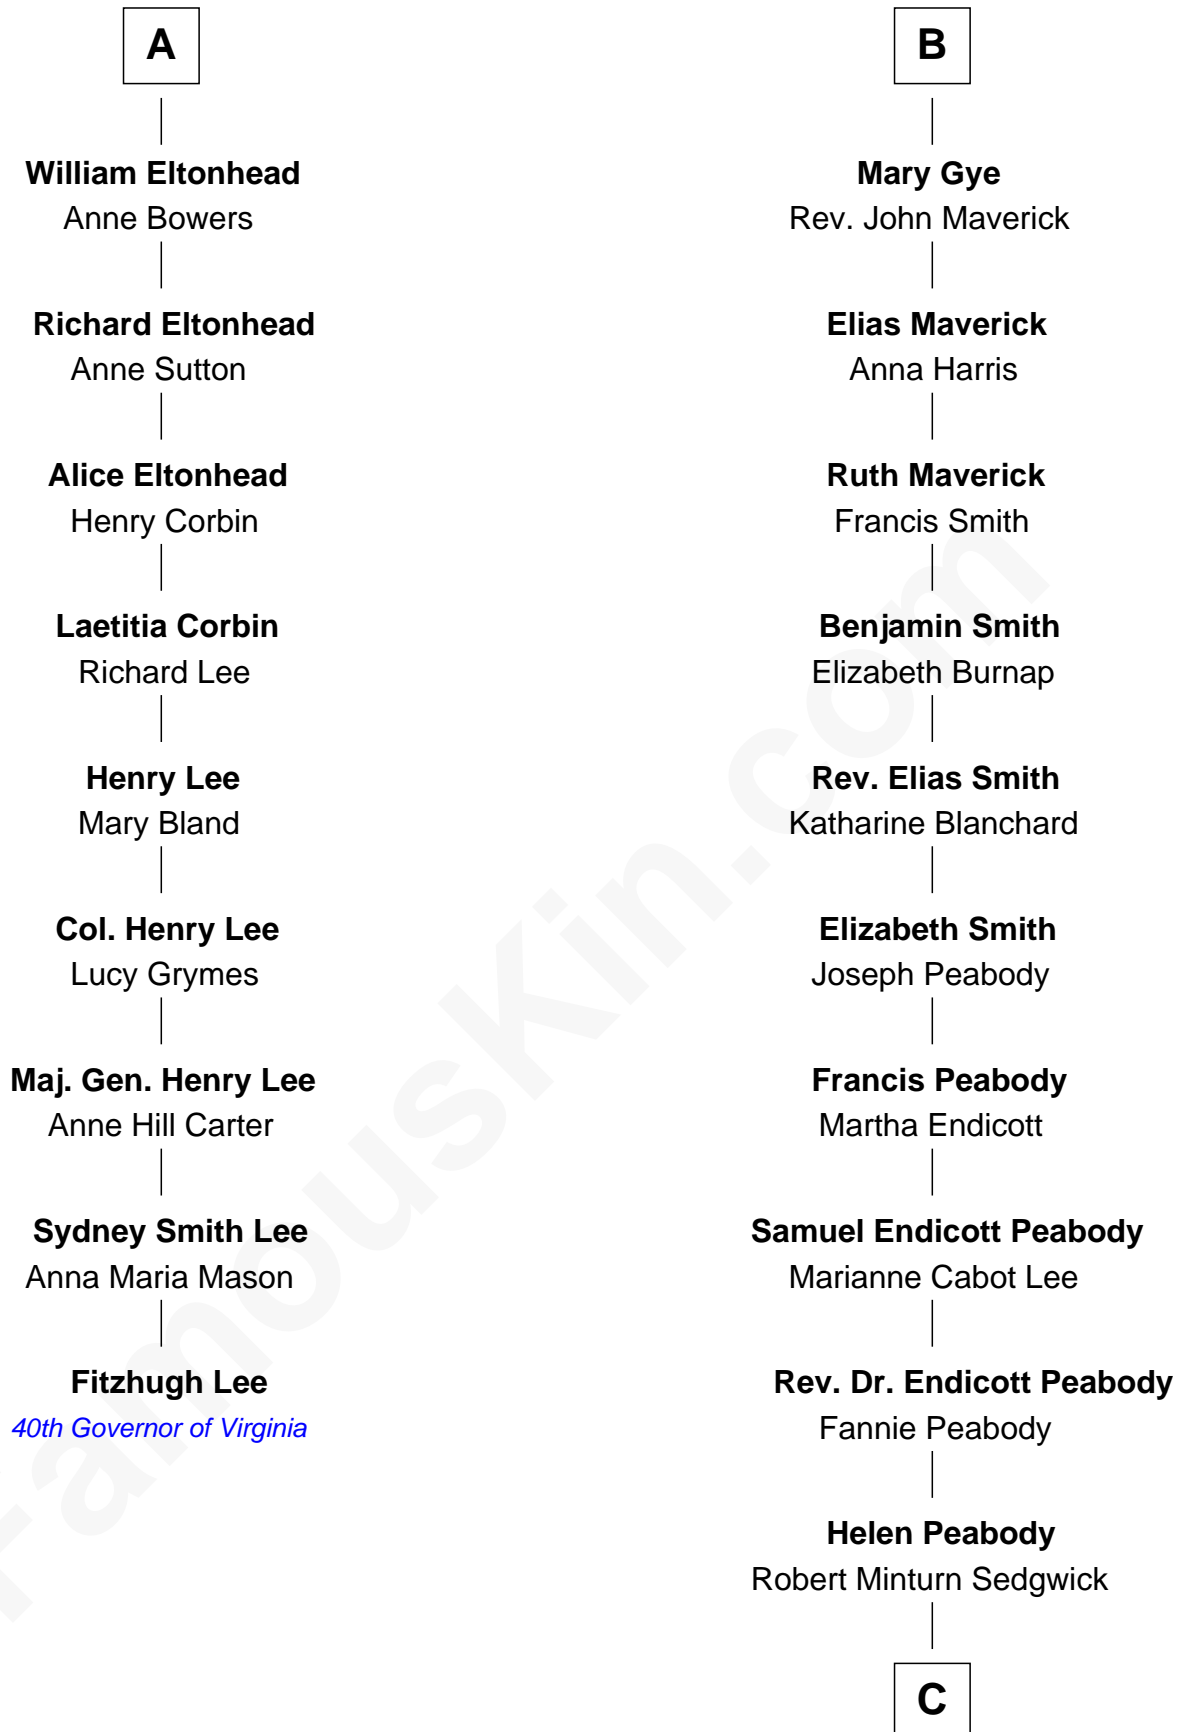 A
William Eltonhead
Anne Bowers
Richard Eltonhead
Anne Sutton
Alice Eltonhead
Henry Corbin
Laetitia Corbin
Richard Lee
Henry Lee
Mary Bland
Col. Henry Lee
Lucy Grymes
Maj. Gen. Henry Lee
Anne Hill Carter
Sydney Smith Lee
Anna Maria Mason
Fitzhugh Lee
40th Governor of Virginia
B
Mary Gye
Rev. John Maverick
Elias Maverick
Anna Harris
Ruth Maverick
Francis Smith
Benjamin Smith
Elizabeth Burnap
Rev. Elias Smith
Katharine Blanchard
Elizabeth Smith
Joseph Peabody
Francis Peabody
Martha Endicott
Samuel Endicott Peabody
Marianne Cabot Lee
Rev. Dr. Endicott Peabody
Fannie Peabody
Helen Peabody
Robert Minturn Sedgwick
C
FamousKin.com